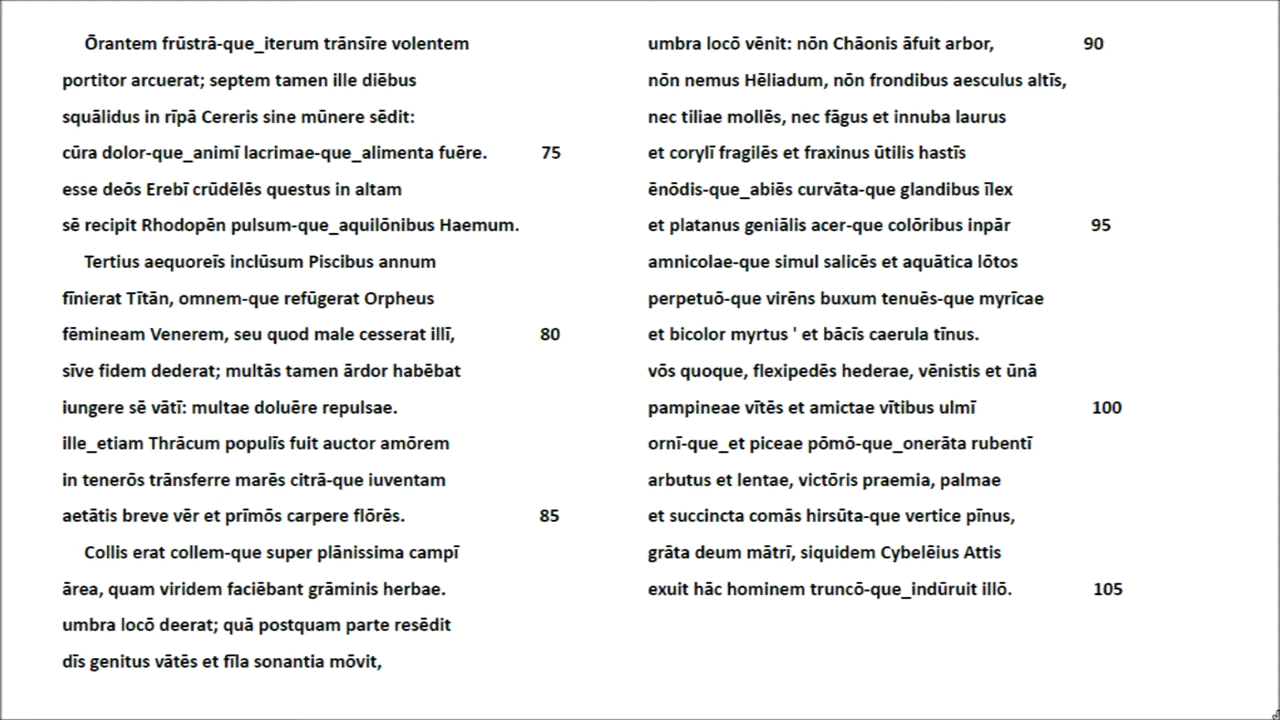 Ōrantem frūstrā-que_iterum trānsīre volentem
portitor arcuerat; septem tamen ille diēbus
squālidus in rīpā Cereris sine mūnere sēdit:
cūra dolor-que_animī lacrimae-que_alimenta fuēre. 75
esse deōs Erebī crūdēlēs questus in altam
sē recipit Rhodopēn pulsum-que_aquilōnibus Haemum.
Tertius aequoreīs inclūsum Piscibus annum
fīnierat Tītān, omnem-que refūgerat Orpheus
fēmineam Venerem, seu quod male cesserat illī, 80
sīve fidem dederat; multās tamen ārdor habēbat
iungere sē vātī: multae doluēre repulsae.
ille_etiam Thrācum populīs fuit auctor amōrem
in tenerōs trānsferre marēs citrā-que iuventam
aetātis breve vēr et prīmōs carpere flōrēs. 85
Collis erat collem-que super plānissima campī
ārea, quam viridem faciēbant grāminis herbae.
umbra locō deerat; quā postquam parte resēdit
dīs genitus vātēs et fīla sonantia mōvit,
umbra locō vēnit: nōn Chāonis āfuit arbor, 90
nōn nemus Hēliadum, nōn frondibus aesculus altīs,
nec tiliae mollēs, nec fāgus et innuba laurus
et corylī fragilēs et fraxinus ūtilis hastīs
ēnōdis-que_abiēs curvāta-que glandibus īlex
et platanus geniālis acer-que colōribus inpār 95
amnicolae-que simul salicēs et aquātica lōtos
perpetuō-que virēns buxum tenuēs-que myrīcae
et bicolor myrtus ' et bācīs caerula tīnus.
vōs quoque, flexipedēs hederae, vēnistis et ūnā
pampineae vītēs et amictae vītibus ulmī 100
ornī-que_et piceae pōmō-que_onerāta rubentī
arbutus et lentae, victōris praemia, palmae
et succincta comās hirsūta-que vertice pīnus,
grāta deum mātrī, siquidem Cybelēius Attis
exuit hāc hominem truncō-que_indūruit illō. 105